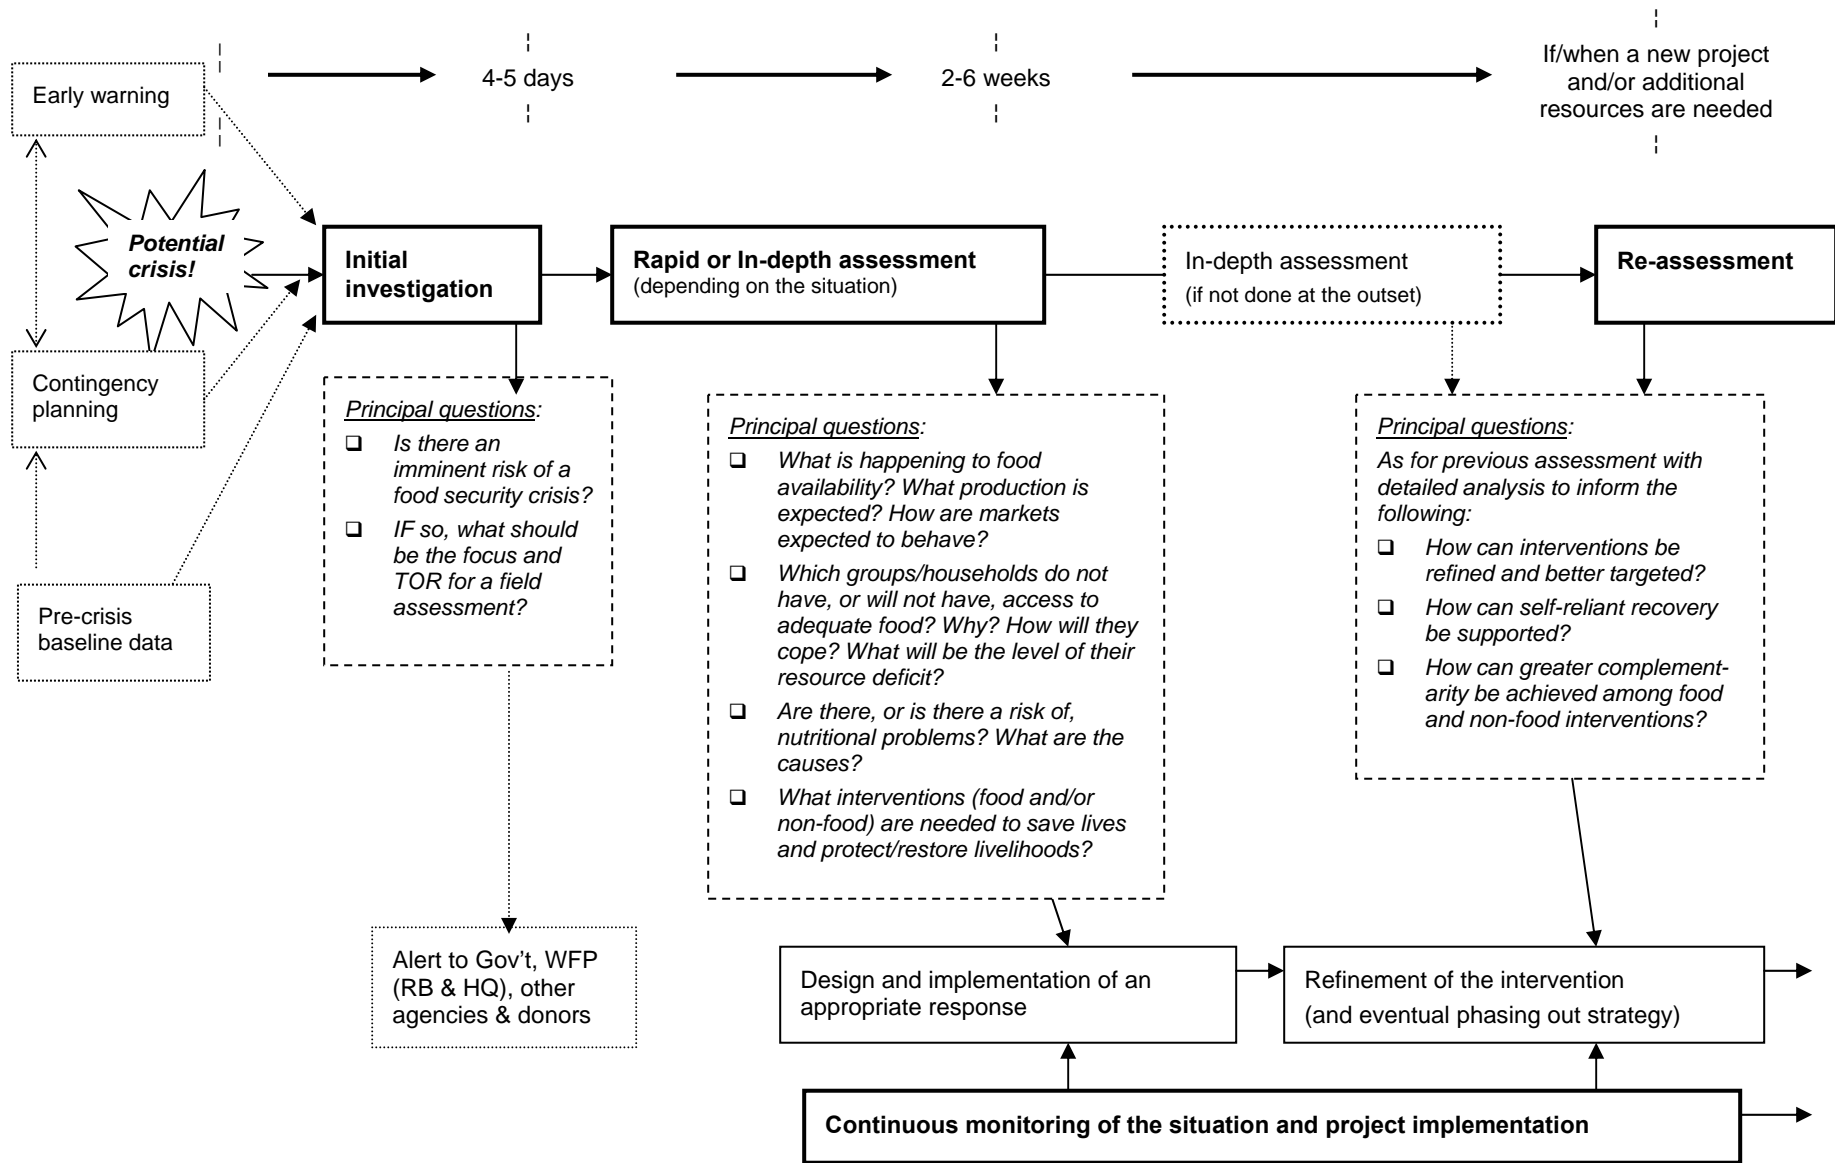 4-5 days
2-6 weeks
If/when a new project
and/or additional
resources are needed
Early warning
Potential
crisis!
Contingency
planning
Pre-crisis
baseline data
Initial
investigation
Rapid or In-depth assessment
(depending on the situation)
In-depth assessment
(if not done at the outset)
Re-assessment
Principal questions:
❑ Is there an
imminent risk of a
food security crisis?
❑ IF so, what should
be the focus and
TOR for a field
assessment?
Principal questions:
❑ What is happening to food
availability? What production is
expected? How are markets
expected to behave?
❑ Which groups/households do not
have, or will not have, access to
adequate food? Why? How will they
cope? What will be the level of their
resource deficit?
❑ Are there, or is there a risk of,
nutritional problems? What are the
causes?
❑ What interventions (food and/or
non-food) are needed to save lives
and protect/restore livelihoods?
Principal questions:
As for previous assessment with
detailed analysis to inform the
following:
❑ How can interventions be
refined and better targeted?
❑ How can self-reliant recovery
be supported?
❑ How can greater complement-
arity be achieved among food
and non-food interventions?
Alert to Gov’t, WFP
(RB & HQ), other
agencies & donors
Design and implementation of an
appropriate response
Refinement of the intervention
(and eventual phasing out strategy)
Continuous monitoring of the situation and project implementation